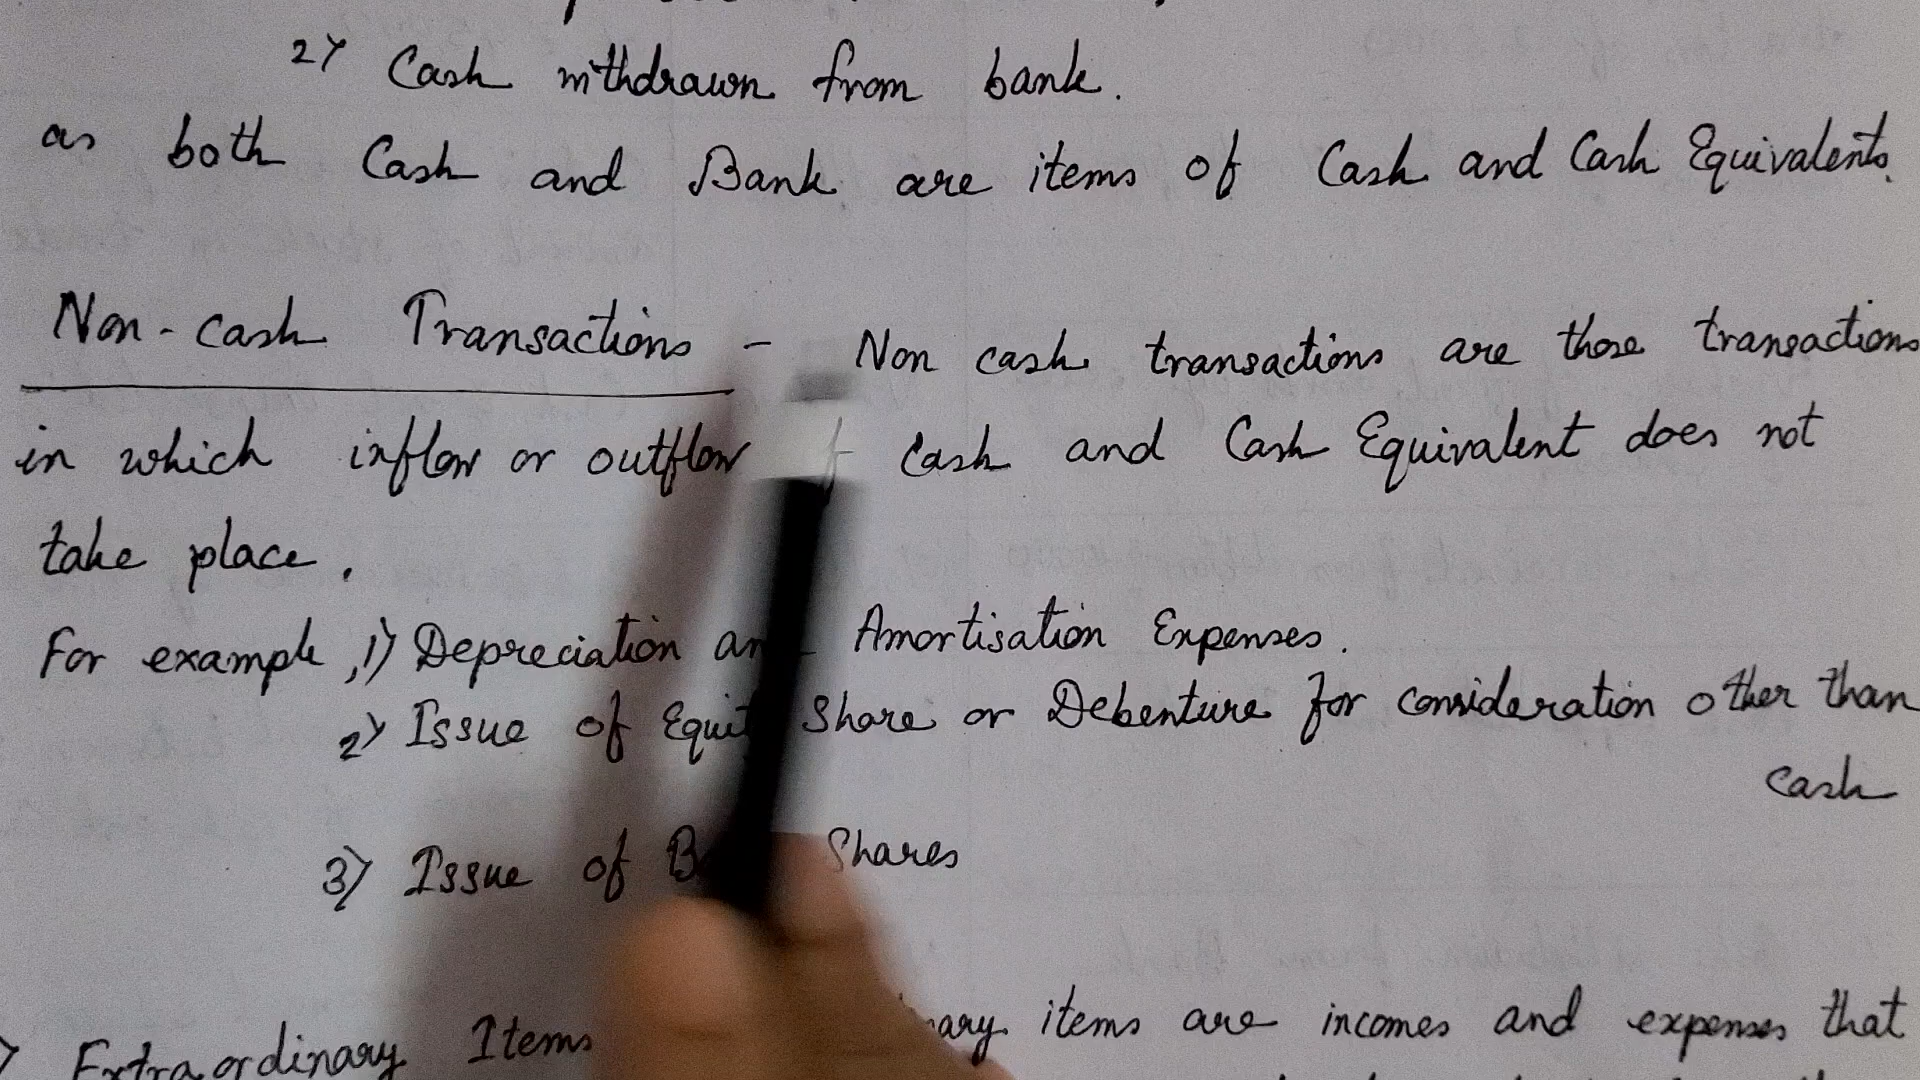 2) Cash withdrawn from bank.
as both Cash and Bank are items of Cash and Cash Equivalents.
Non-cash Transactions - Non cash transactions are those transactions
in which inflow or outflow cash and Cash Equivalent does not
take place.
For example, 1) Depreciation Amortisation Expenses.
2) Issue of Share or Debenture for consideration other than
cash
3) Issue of Shares
Extraordinary Items items are incomes and expenses that